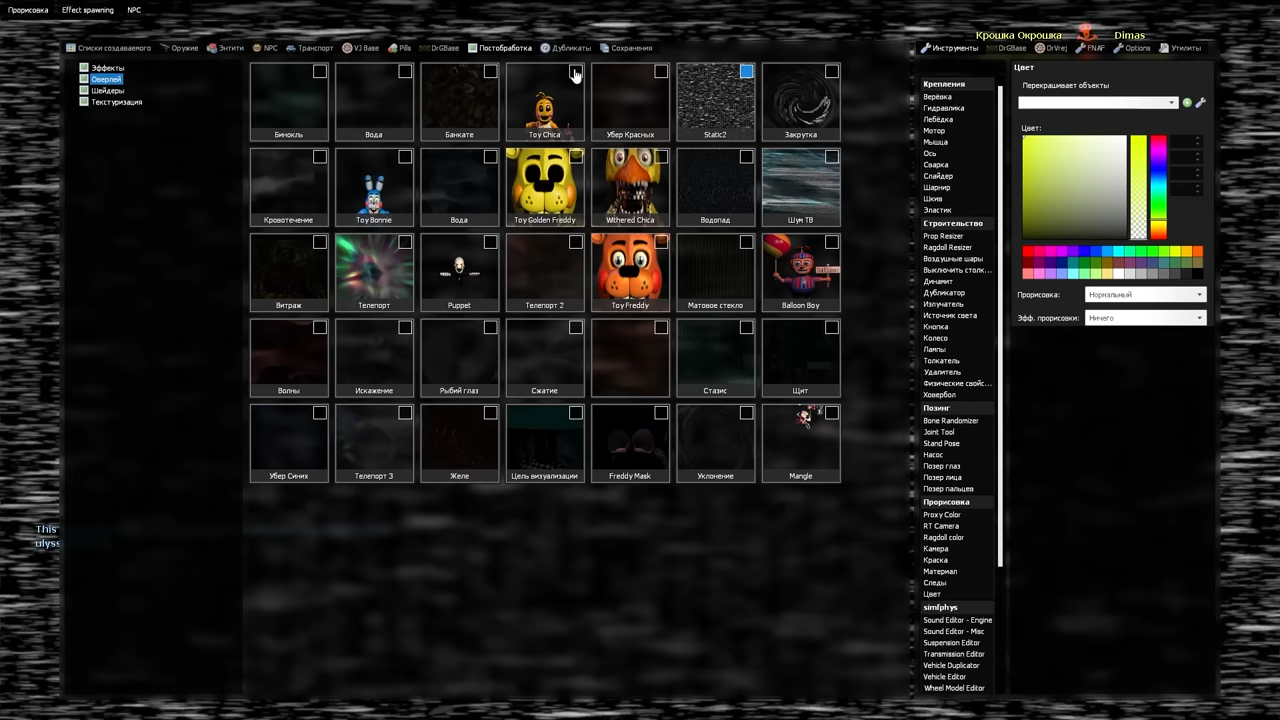 Прорисовка Effect spawning NPC
Крошка Окрошка Dimas
Списки создаваемого Оружие Энтити NPC Транспорт VJ Base Pills DrGBase Постобработка Дубликаты Сохранения
Инструменты DrGBase DrVrej FNAF Options Утилиты
Эффекты
Оверлей
Шейдеры
Текстуризация
Бинокль Вода Банкате Toy Chica Убер Красных Static2 Закрутка
Кровотечение Toy Bonnie Вода Toy Golden Freddy Withered Chica Водопад Шум ТВ
Витраж Телепорт Puppet Телепорт 2 Toy Freddy Матовое стекло Balloon Boy
Волны Искажение Рыбий глаз Сжатие Стазис Щит
Убер Синих Телепорт 3 Желе Цель визуализации Freddy Mask Уклонение Mangle
This
ulyss
Крепления
Верёвка
Гидравлика
Лебёдка
Мотор
Мышца
Ось
Сварка
Слайдер
Шарнир
Шкив
Эластик
Строительство
Prop Resizer
Ragdoll Resizer
Воздушные шары
Выключить столк...
Динамит
Дубликатор
Излучатель
Источник света
Кнопка
Колесо
Лампы
Толкатель
Удалитель
Физические свойс...
Ховербол
Позинг
Bone Randomizer
Joint Tool
Stand Pose
Насос
Позер глаз
Позер лица
Позер пальцев
Прорисовка
Proxy Color
RT Camera
Ragdoll color
Камера
Краска
Материал
Следы
Цвет
simfphys
Sound Editor - Engine
Sound Editor - Misc
Suspension Editor
Transmission Editor
Vehicle Duplicator
Vehicle Editor
Wheel Model Editor
Цвет
Перекрашивает объекты
Цвет:
Прорисовка: Нормальный
Эфф. прорисовки: Ничего